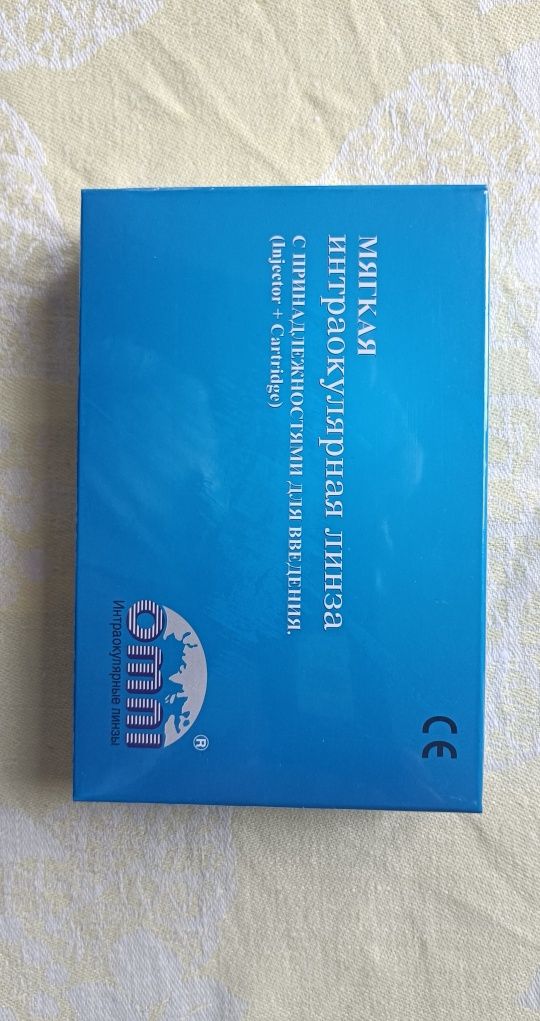 МЯГКАЯ
интраокулярная линза
С ПРИНАДЛЕЖНОСТЯМИ ДЛЯ ВВЕДЕНИЯ.
(Injector + Cartridge)
CE
omni®
Интраокулярные линзы